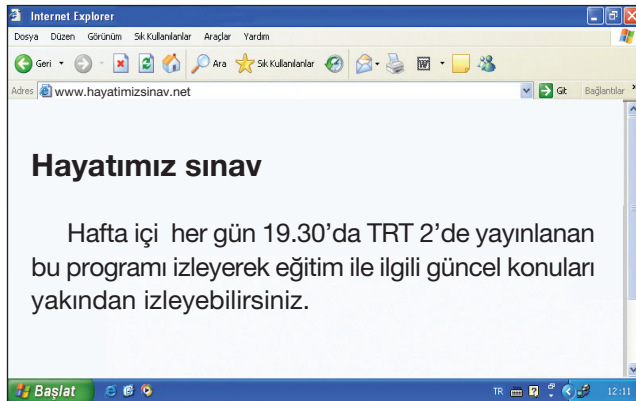 Internet Explorer
Dosya Düzen Görünüm Sık Kullanılanlar Araçlar Yardım
Geri Ara Sık Kullanılanlar
Adres www.hayatimizsinav.net Git Bağlantılar
Hayatımız sınav
Hafta içi her gün 19.30’da TRT 2’de yayınlanan
bu programı izleyerek eğitim ile ilgili güncel konuları
yakından izleyebilirsiniz.
Başlat TR 12:11